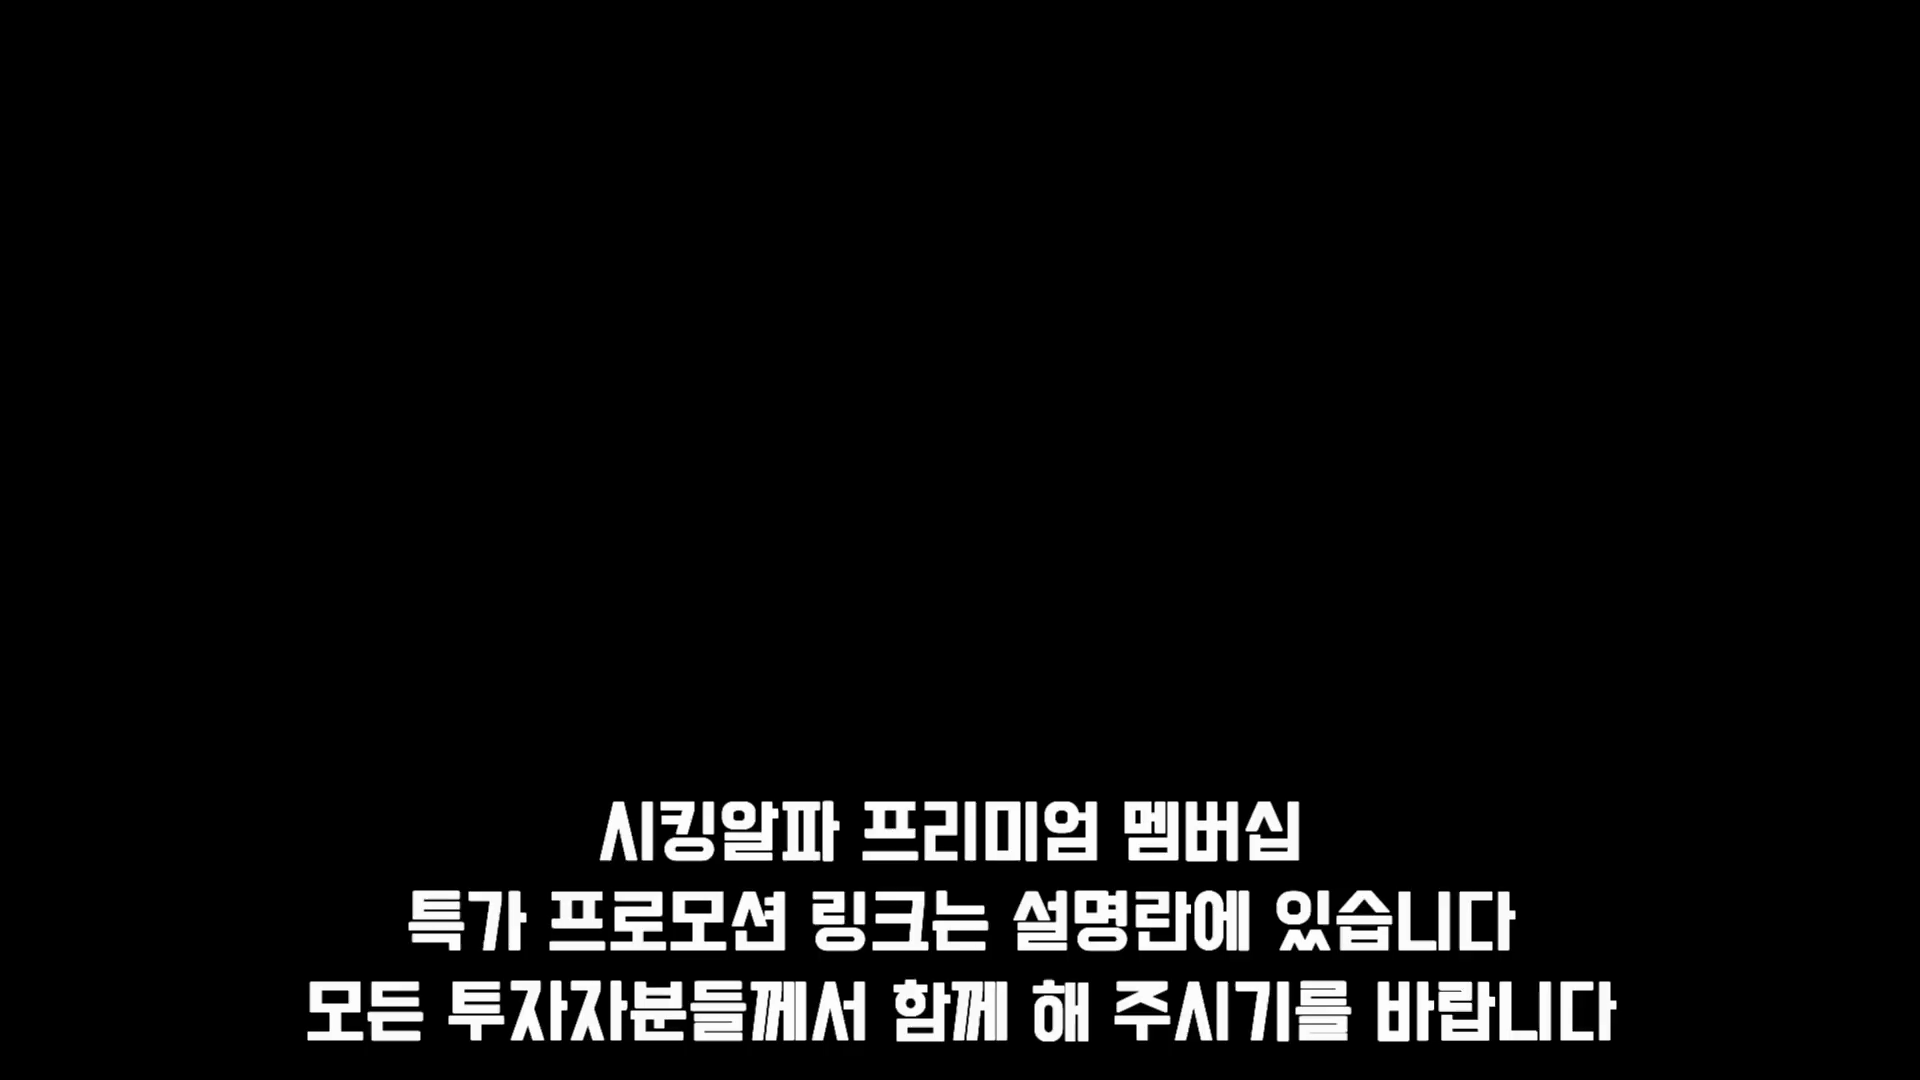 시킹알파 프리미엄 멤버십
특가 프로모션 링크는 설명란에 있습니다
모든 투자자분들께서 함께 해 주시기를 바랍니다